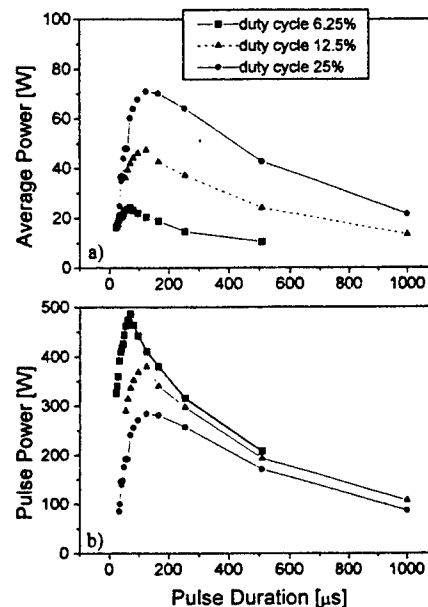 duty cycle 6.25%
duty cycle 12.5%
duty cycle 25%
Average Power [W]
100
80
60
40
20
0
a)
0 200 400 600 800 1000
Pulse Power [W]
500
400
300
200
100
0
b)
0 200 400 600 800 1000
Pulse Duration [μs]